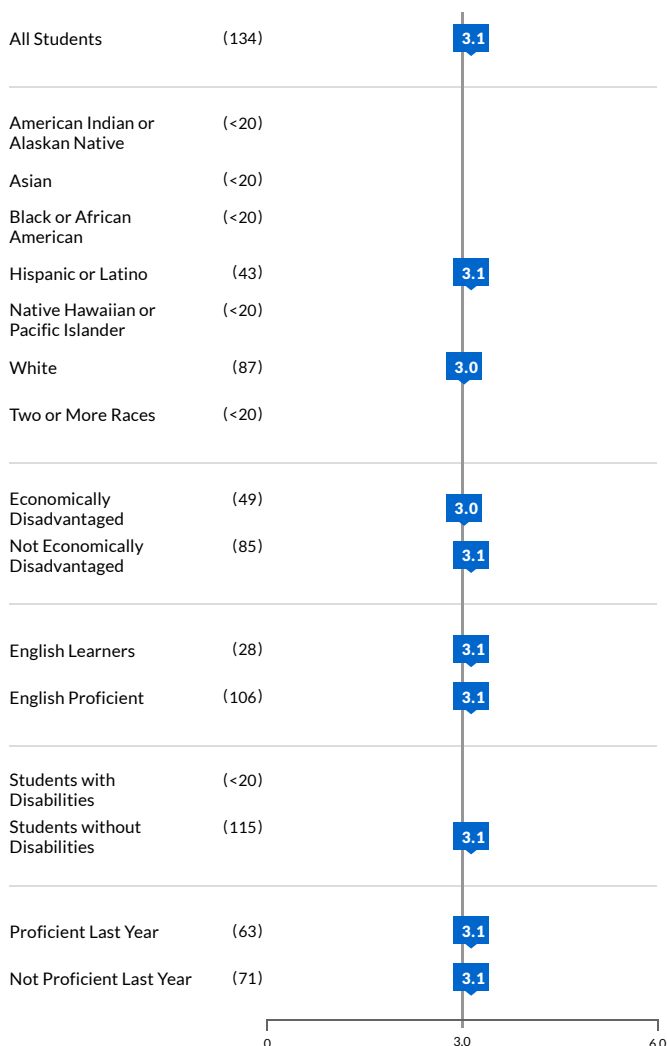 All Students (134) 3.1
American Indian or (<20)
Alaskan Native
Asian (<20)
Black or African (<20)
American
Hispanic or Latino (43) 3.1
Native Hawaiian or (<20)
Pacific Islander
White (87) 3.0
Two or More Races (<20)
Economically (49) 3.0
Disadvantaged
Not Economically (85) 3.1
Disadvantaged
English Learners (28) 3.1
English Proficient (106) 3.1
Students with (<20)
Disabilities
Students without (115) 3.1
Disabilities
Proficient Last Year (63) 3.1
Not Proficient Last Year (71) 3.1
0 3.0 6.0